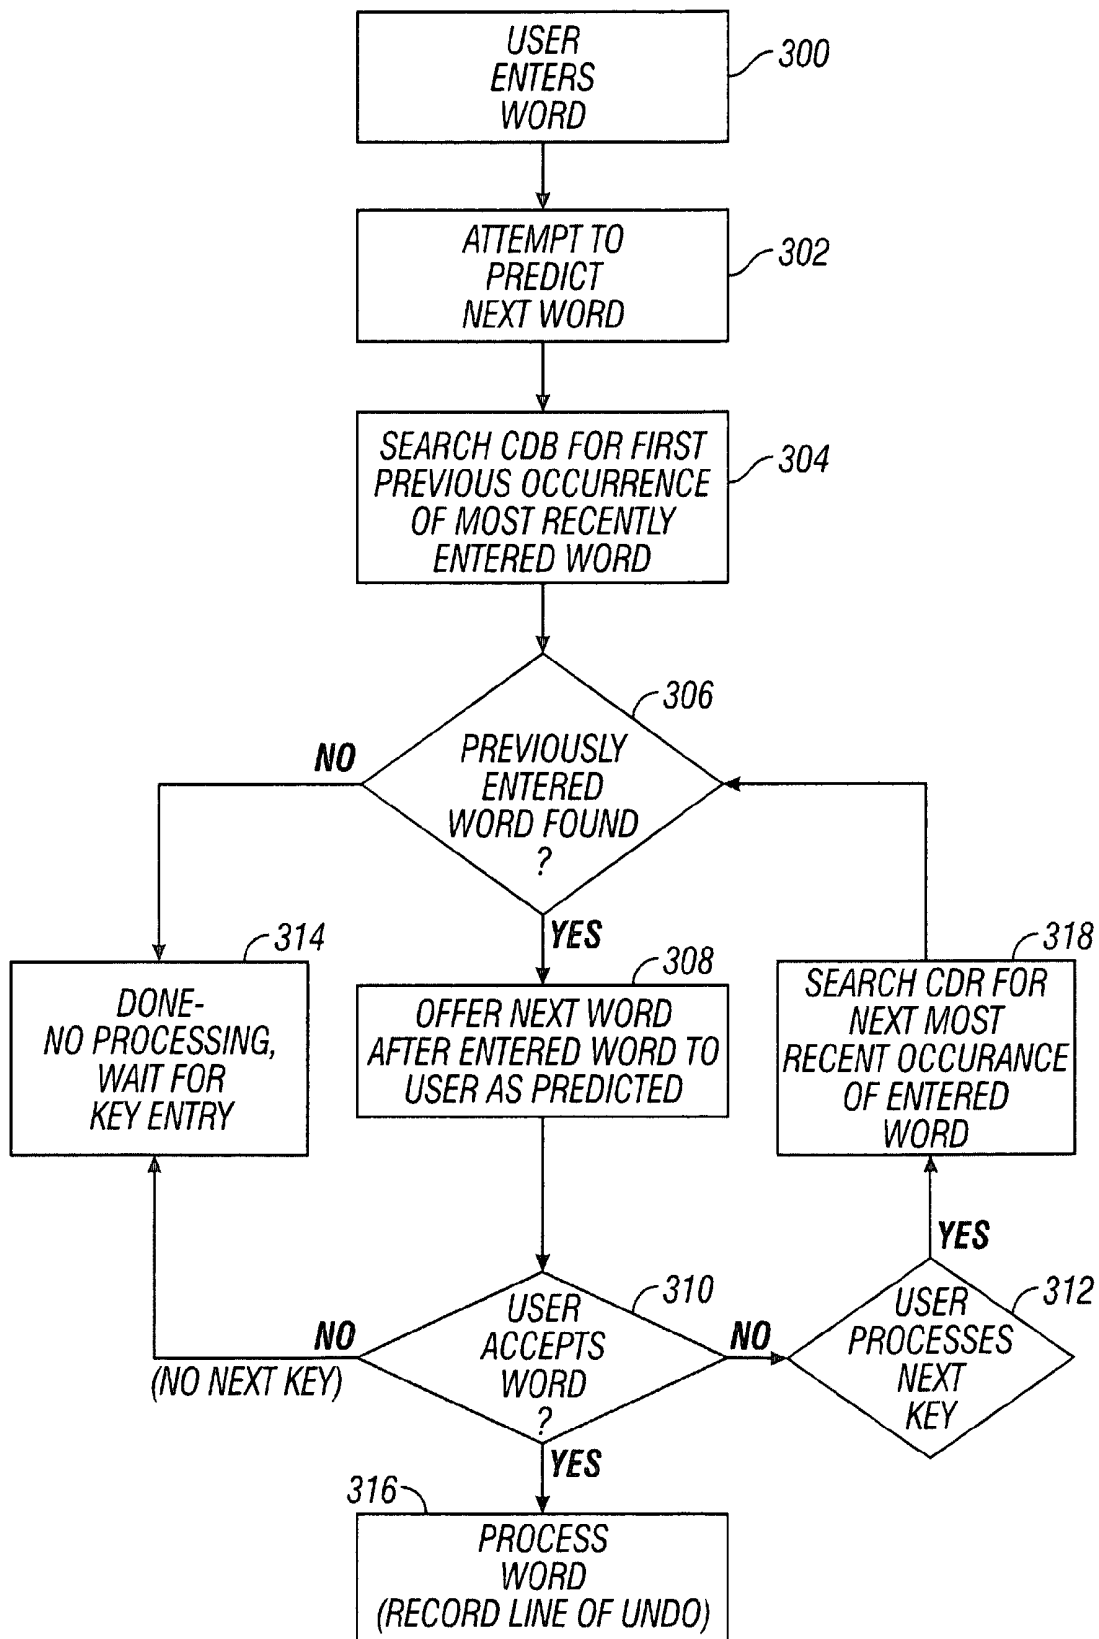 USER
ENTERS
WORD
300
ATTEMPT TO
PREDICT
NEXT WORD
302
SEARCH CDB FOR FIRST
PREVIOUS OCCURRENCE
OF MOST RECENTLY
ENTERED WORD
304
306
PREVIOUSLY
ENTERED
WORD FOUND
?
NO
YES
314
DONE-
NO PROCESSING,
WAIT FOR
KEY ENTRY
308
OFFER NEXT WORD
AFTER ENTERED WORD TO
USER AS PREDICTED
318
SEARCH CDR FOR
NEXT MOST
RECENT OCCURANCE
OF ENTERED
WORD
YES
310
USER
ACCEPTS
WORD
?
NO
(NO NEXT KEY)
NO
312
USER
PROCESSES
NEXT
KEY
YES
316
PROCESS
WORD
(RECORD LINE OF UNDO)